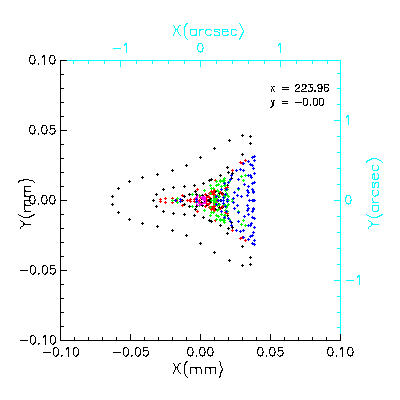 X(arcsec)
−1 0 1
0.10
x = 223.96
y = −0.00
1
0.05
Y(mm)
0.00
0
Y(arcsec)
−0.05
−1
−0.10
−0.10 −0.05 0.00 0.05 0.10
X(mm)